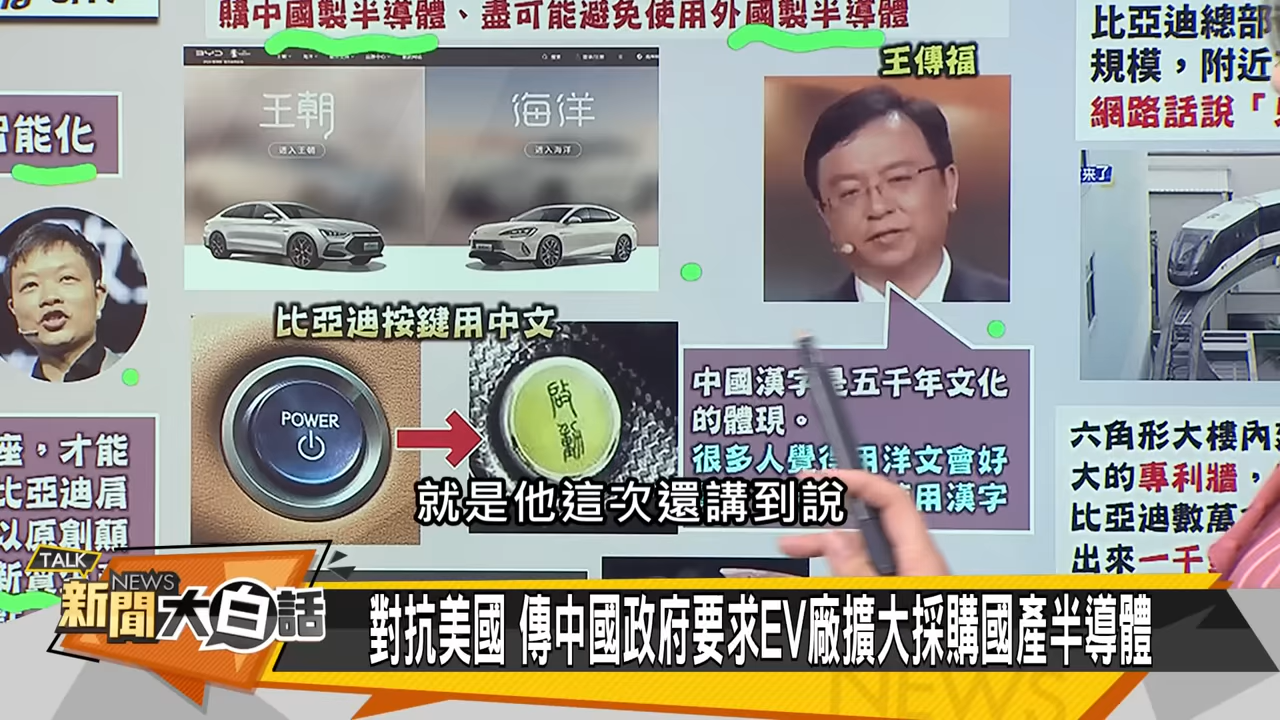 購中國製半導體、盡可能避免使用外國製半導體
智能化
BYD
王朝
進入王朝
海洋
進入海洋
王傳福
比亞迪總部
規模，附近
網路話說「
來了
比亞迪按鍵用中文
POWER
啟動
中國漢字是五千年文化
的體現。
很多人覺得用洋文會好
用漢字
座，才能
比亞迪肩
以原創顛
六角形大樓內
大的專利牆，
比亞迪數萬
出來一千
就是他這次還講到說
TALK
NEWS
新聞大白話
對抗美國 傳中國政府要求EV廠擴大採購國產半導體
NEWS